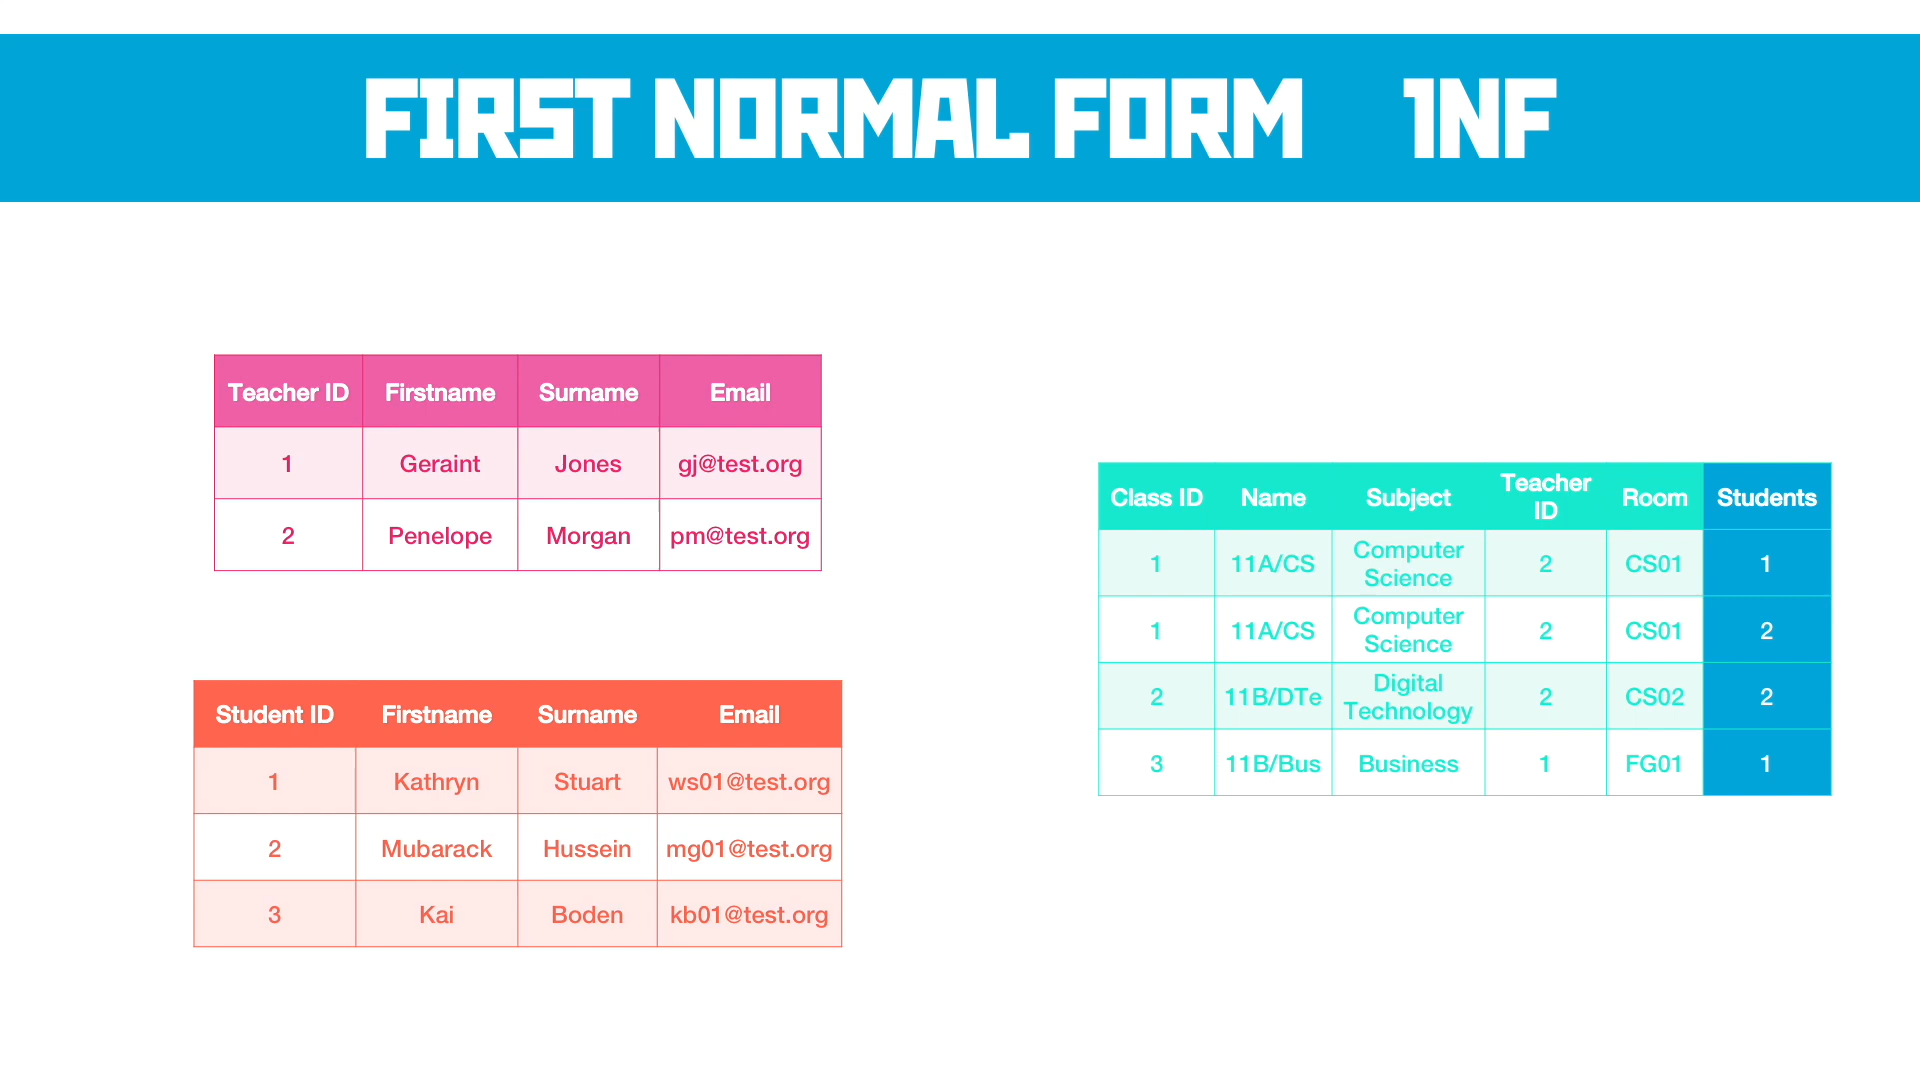 FIRST NORMAL FORM 1NF
Teacher ID Firstname Surname Email
1 Geraint Jones gj@test.org
2 Penelope Morgan pm@test.org
Student ID Firstname Surname Email
1 Kathryn Stuart ws01@test.org
2 Mubarack Hussein mg01@test.org
3 Kai Boden kb01@test.org
Class ID Name Subject Teacher ID Room Students
1 11A/CS Computer Science 2 CS01 1
1 11A/CS Computer Science 2 CS01 2
2 11B/DTe Digital Technology 2 CS02 2
3 11B/Bus Business 1 FG01 1